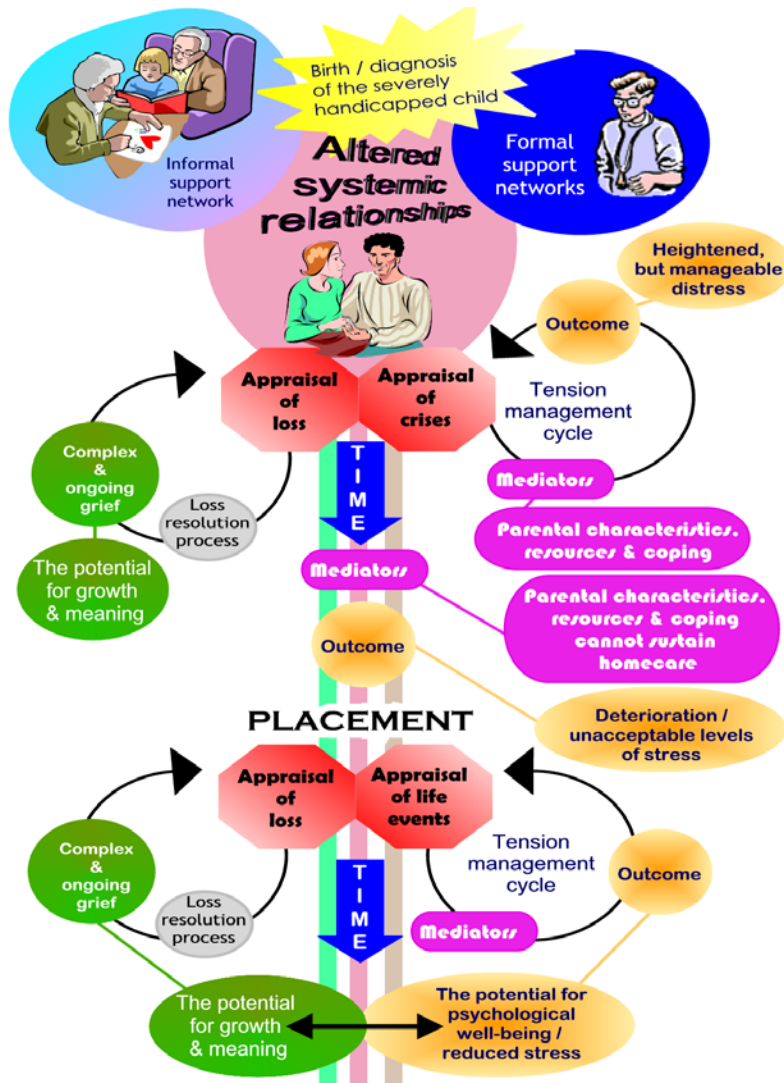 Birth / diagnosis
of the severely
handicapped child
Informal
support
network
Formal
support
networks
Altered
systemic
relationships
Heightened,
but manageable
distress
Outcome
Appraisal
of
loss
Appraisal
of
crises
Tension
management
cycle
Complex
&
ongoing
grief
Loss
resolution
process
The potential
for growth
& meaning
TIME
Mediators
Parental characteristics,
resources & coping
Mediators
Parental characteristics,
resources & coping
cannot sustain
homecare
Outcome
Deterioration /
unacceptable levels
of stress
PLACEMENT
Appraisal
of
loss
Appraisal
of life
events
Tension
management
cycle
Outcome
Complex
&
ongoing
grief
Loss
resolution
process
TIME
Mediators
The potential
for growth
& meaning
The potential for
psychological
well-being /
reduced stress